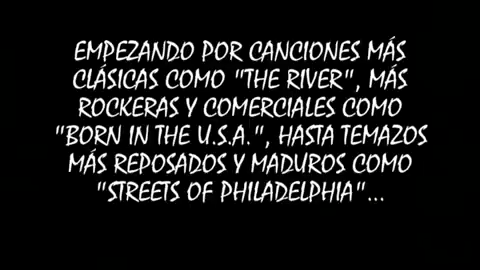 EMPEZANDO POR CANCIONES MÁS
CLÁSICAS COMO "THE RIVER", MÁS
ROCKERAS Y COMERCIALES COMO
"BORN IN THE U.S.A.", HASTA TEMAZOS
MÁS REPOSADOS Y MADUROS COMO
"STREETS OF PHILADELPHIA"...